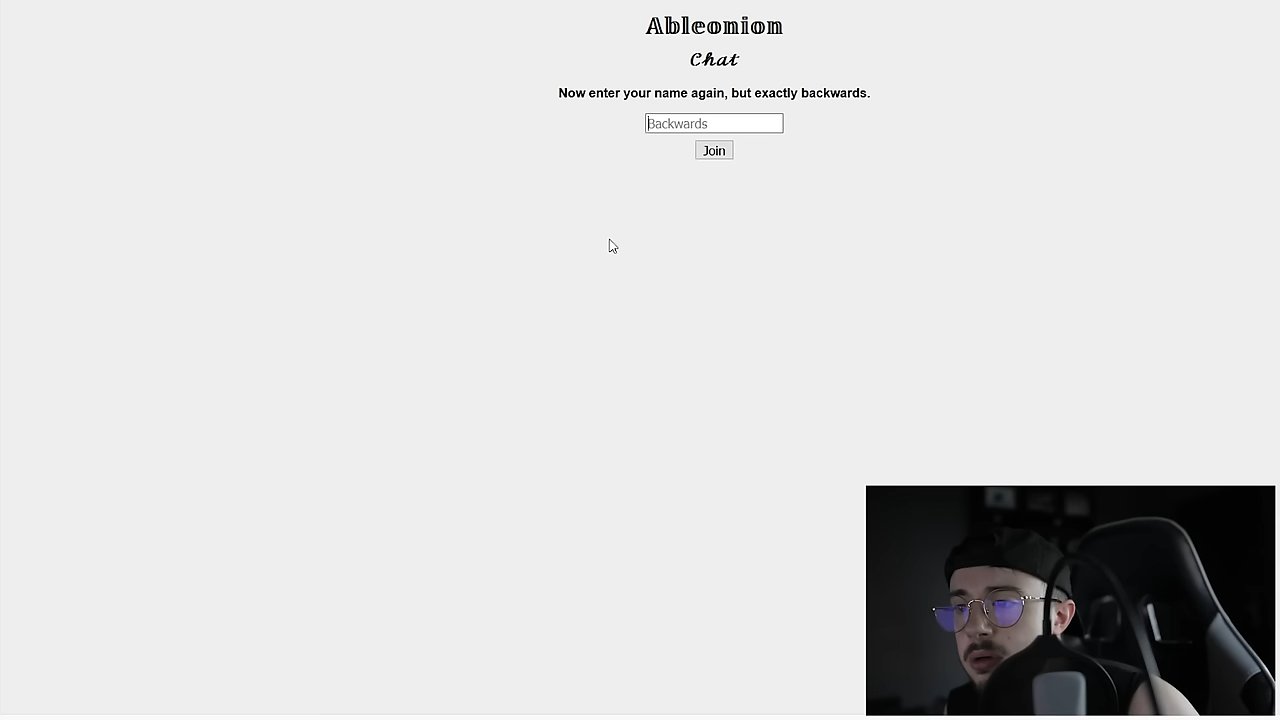 Ableonion
Chat
Now enter your name again, but exactly backwards.
Backwards
Join